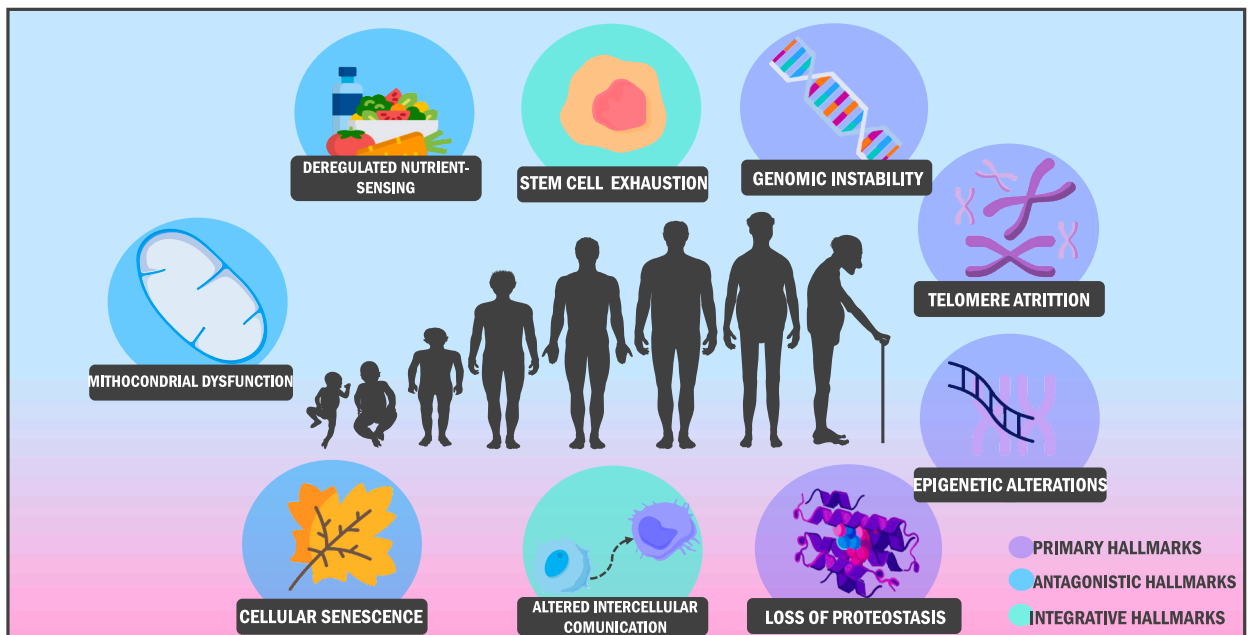 DEREGULATED NUTRIENT-
SENSING
STEM CELL EXHAUSTION
GENOMIC INSTABILITY
TELOMERE ATRITTION
MITHOCONDRIAL DYSFUNCTION
EPIGENETIC ALTERATIONS
CELLULAR SENESCENCE
ALTERED INTERCELLULAR
COMUNICATION
LOSS OF PROTEOSTASIS
PRIMARY HALLMARKS
ANTAGONISTIC HALLMARKS
INTEGRATIVE HALLMARKS